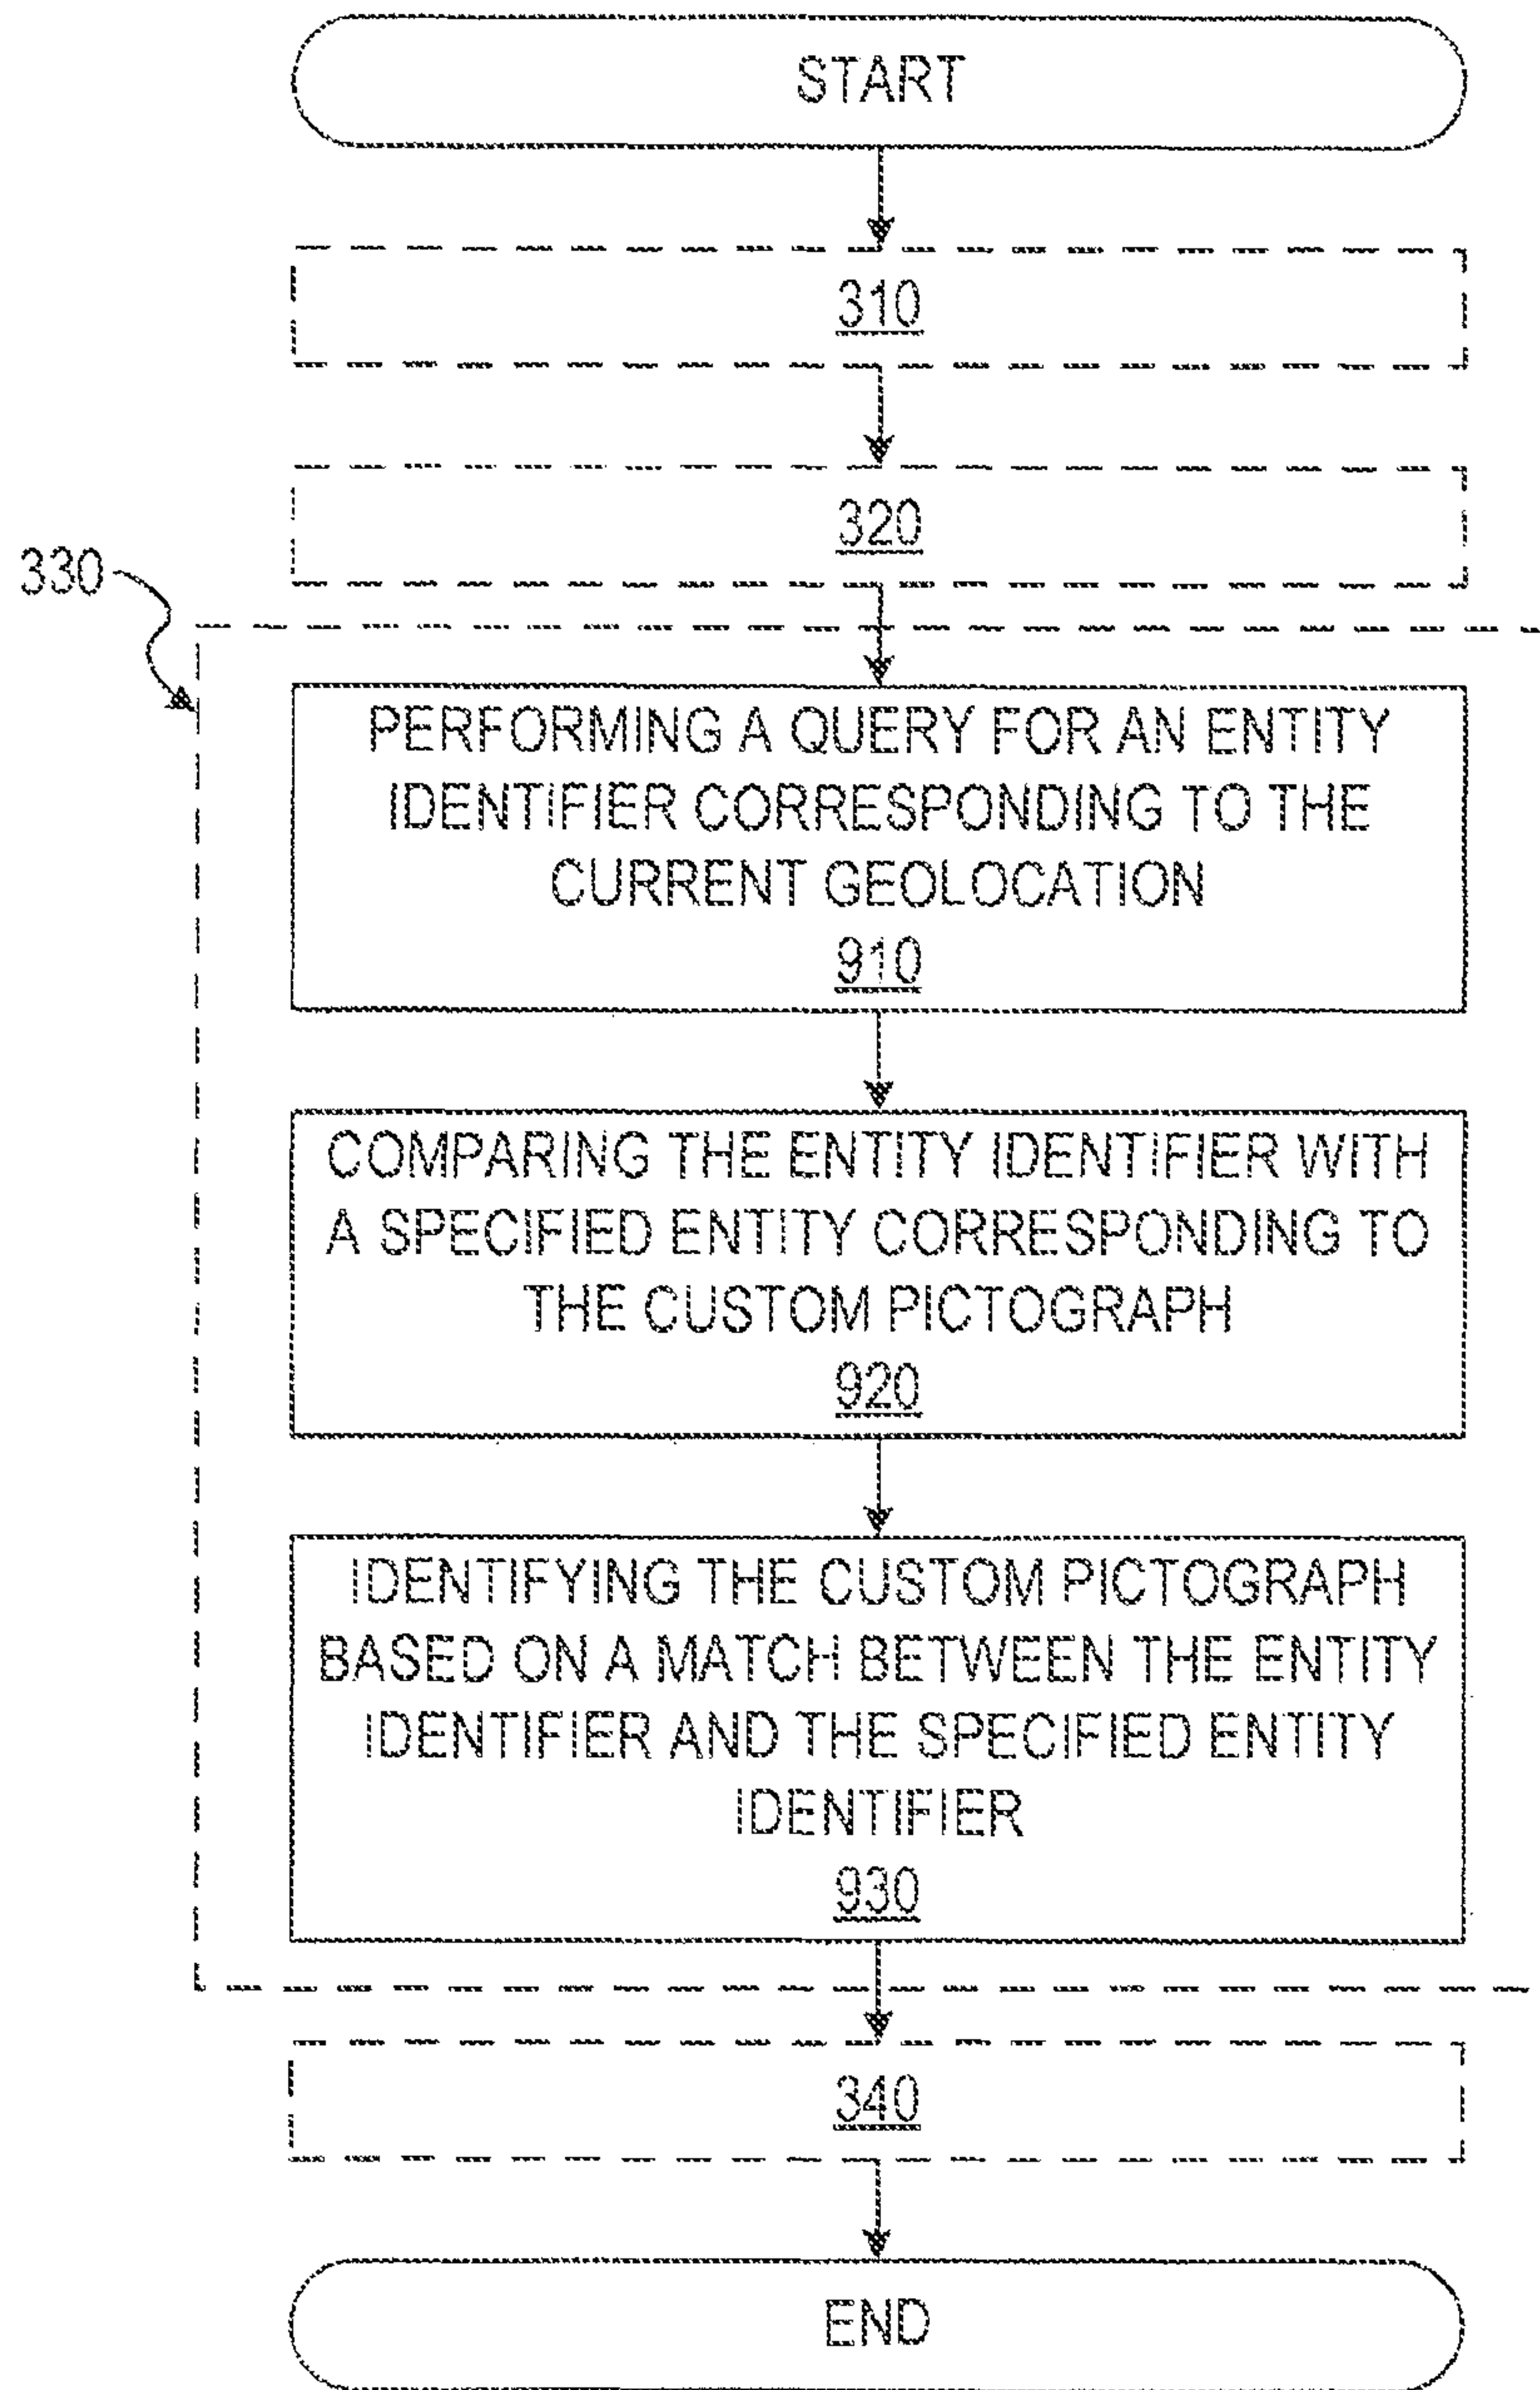 START
310
320
330
PERFORMING A QUERY FOR AN ENTITY
IDENTIFIER CORRESPONDING TO THE
CURRENT GEOLOCATION
910
COMPARING THE ENTITY IDENTIFIER WITH
A SPECIFIED ENTITY CORRESPONDING TO
THE CUSTOM PICTOGRAPH
920
IDENTIFYING THE CUSTOM PICTOGRAPH
BASED ON A MATCH BETWEEN THE ENTITY
IDENTIFIER AND THE SPECIFIED ENTITY
IDENTIFIER
930
340
END